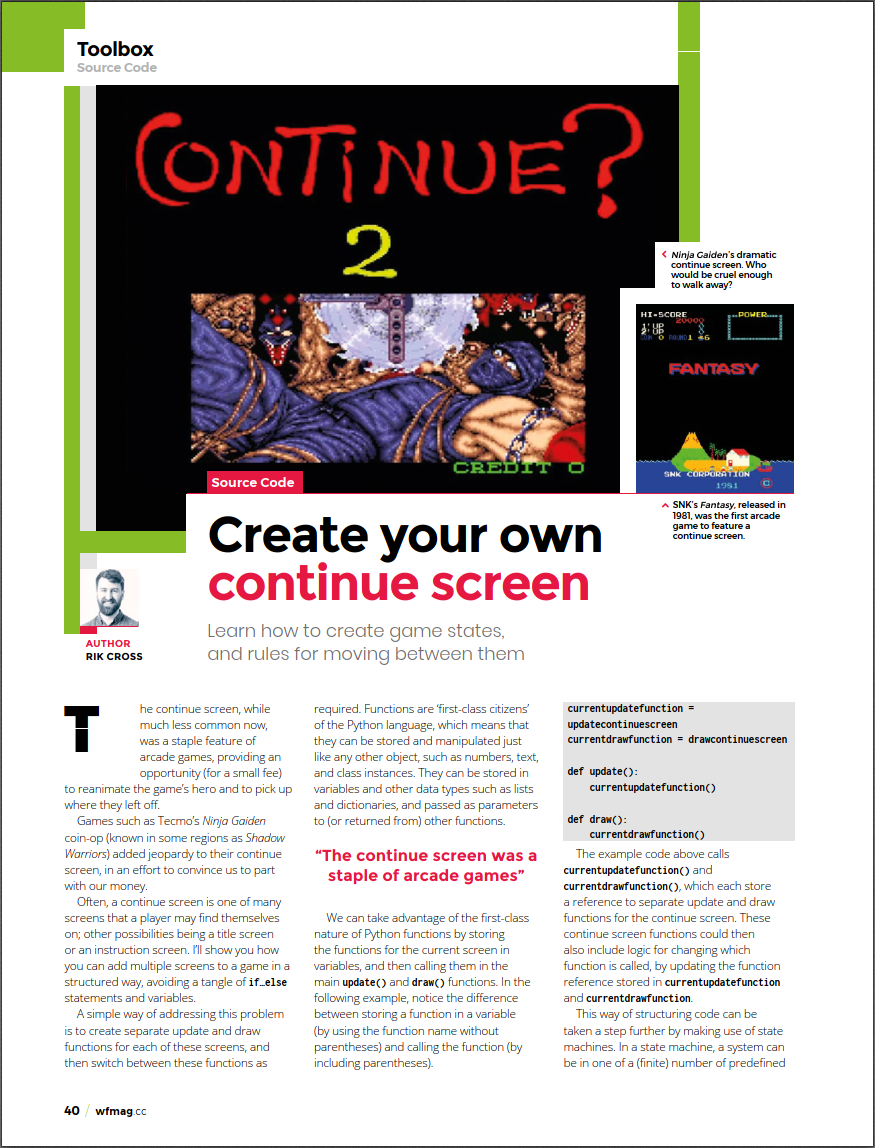 Toolbox
Source Code
CONTINUE?
2
CREDIT 0
‹ Ninja Gaiden's dramatic
continue screen. Who
would be cruel enough
to walk away?
HI-SCORE
20000
POWER
1'UP
2'UP
0
ROUND1
FANTASY
SNK CORPORATION
1981
^ SNK's Fantasy, released in
1981, was the first arcade
game to feature a
continue screen.
Source Code
Create your own
continue screen
Learn how to create game states,
and rules for moving between them
AUTHOR
RIK CROSS
The continue screen, while
much less common now,
was a staple feature of
arcade games, providing an
opportunity (for a small fee)
to reanimate the game's hero and to pick up
where they left off.
Games such as Tecmo's Ninja Gaiden
coin-op (known in some regions as Shadow
Warriors) added jeopardy to their continue
screen, in an effort to convince us to part
with our money.
Often, a continue screen is one of many
screens that a player may find themselves
on; other possibilities being a title screen
or an instruction screen. I'll show you how
you can add multiple screens to a game in a
structured way, avoiding a tangle of if…else
statements and variables.
A simple way of addressing this problem
is to create separate update and draw
functions for each of these screens, and
then switch between these functions as
required. Functions are 'first-class citizens'
of the Python language, which means that
they can be stored and manipulated just
like any other object, such as numbers, text,
and class instances. They can be stored in
variables and other data types such as lists
and dictionaries, and passed as parameters
to (or returned from) other functions.
"The continue screen was a
staple of arcade games"
We can take advantage of the first-class
nature of Python functions by storing
the functions for the current screen in
variables, and then calling them in the
main update() and draw() functions. In the
following example, notice the difference
between storing a function in a variable
(by using the function name without
parentheses) and calling the function (by
including parentheses).
currentupdatefunction =
updatecontinuescreen
currentdrawfunction = drawcontinuescreen
def update():
    currentupdatefunction()
def draw():
    currentdrawfunction()
The example code above calls
currentupdatefunction() and
currentdrawfunction(), which each store
a reference to separate update and draw
functions for the continue screen. These
continue screen functions could then
also include logic for changing which
function is called, by updating the function
reference stored in currentupdatefunction
and currentdrawfunction.
This way of structuring code can be
taken a step further by making use of state
machines. In a state machine, a system can
be in one of a (finite) number of predefined
40 / wfmag.cc